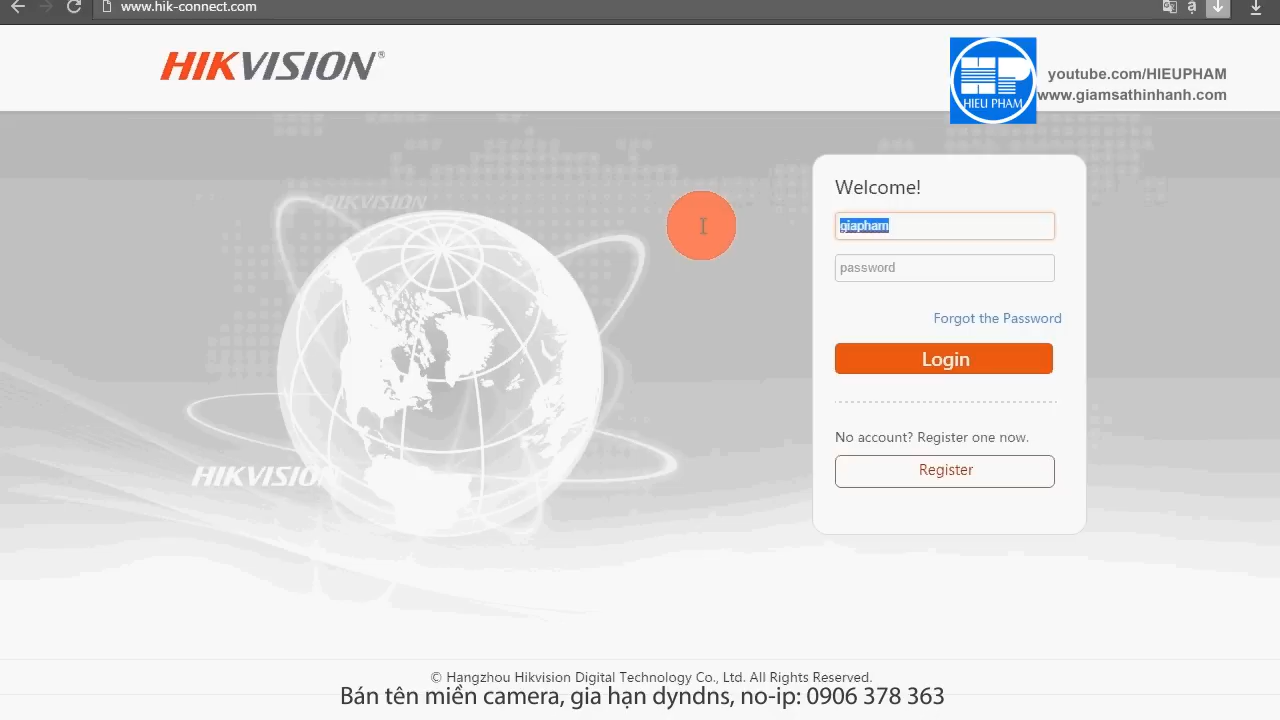 www.hik-connect.com
HIKVISION®
HIEU PHAM
youtube.com/HIEUPHAM
www.giamsathinhanh.com
HIKVISION
Welcome!
giapham
password
Forgot the Password
Login
HIKVISION
No account? Register one now.
Register
© Hangzhou Hikvision Digital Technology Co., Ltd. All Rights Reserved.
Bán tên miền camera, gia hạn dyndns, no-ip: 0906 378 363